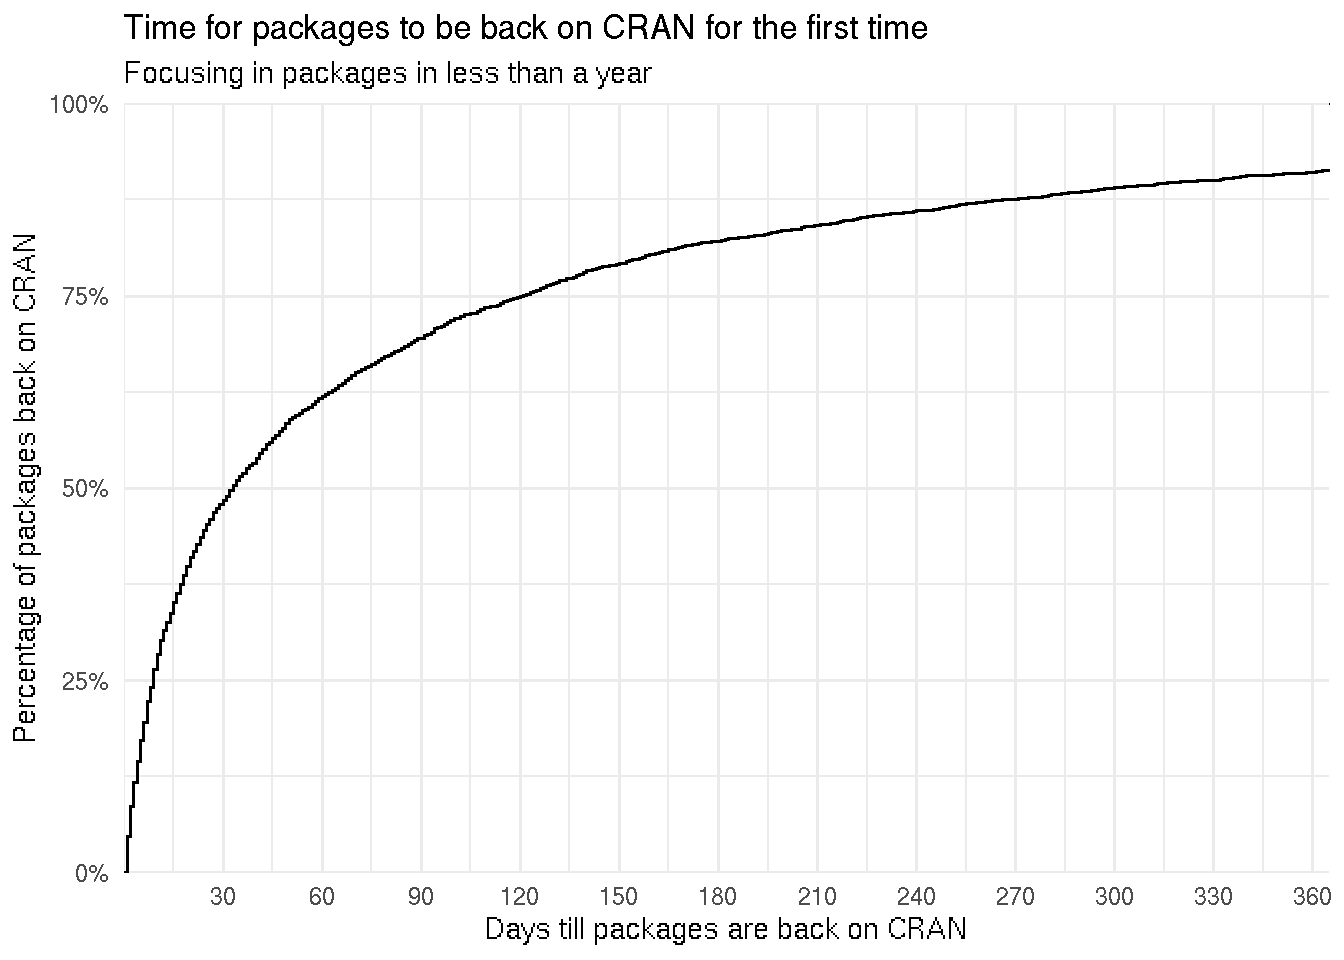 Time for packages to be back on CRAN for the first time
Focusing in packages in less than a year
Percentage of packages back on CRAN
100%
75%
50%
25%
0%
30 60 90 120 150 180 210 240 270 300 330 360
Days till packages are back on CRAN